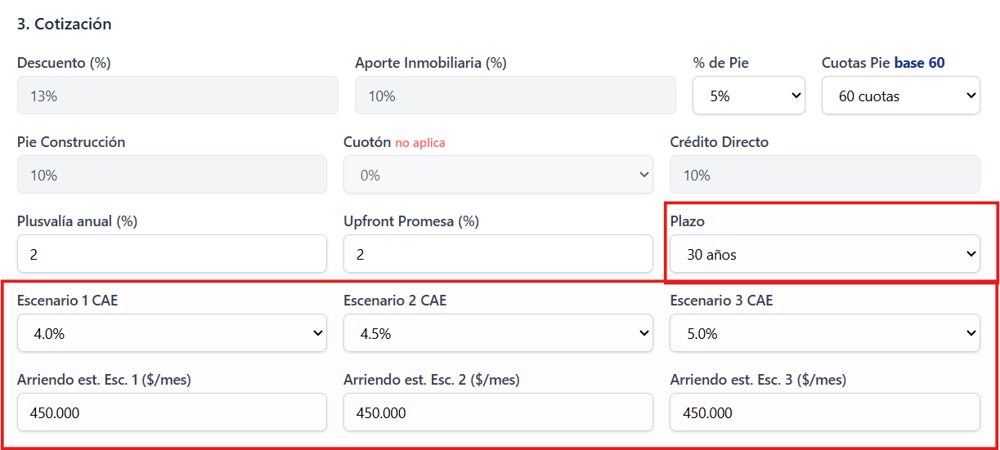 3. Cotización
Descuento (%) Aporte Inmobiliaria (%) % de Pie Cuotas Pie base 60
13% 10% 5% 60 cuotas
Pie Construcción Cuotón no aplica Crédito Directo
10% 0% 10%
Plusvalía anual (%) Upfront Promesa (%) Plazo
2 2 30 años
Escenario 1 CAE Escenario 2 CAE Escenario 3 CAE
4.0% 4.5% 5.0%
Arriendo est. Esc. 1 ($/mes) Arriendo est. Esc. 2 ($/mes) Arriendo est. Esc. 3 ($/mes)
450.000 450.000 450.000